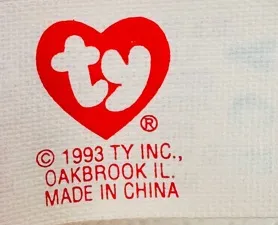 ty
®
© 1993 TY INC.,
OAKBROOK IL.
MADE IN CHINA